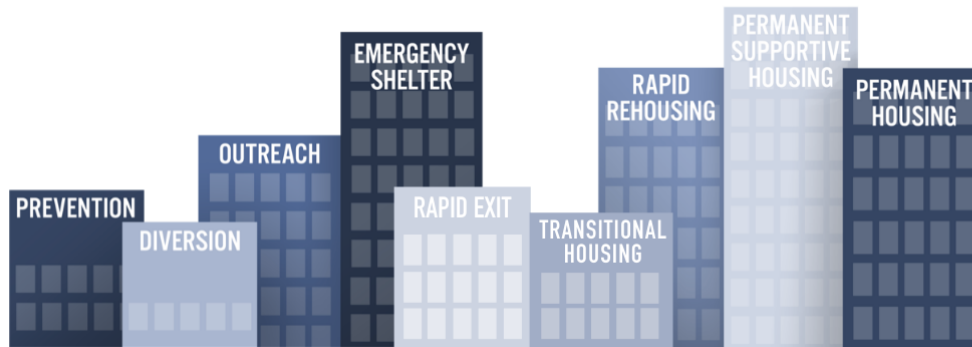 PREVENTION
DIVERSION
OUTREACH
EMERGENCY
SHELTER
RAPID EXIT
TRANSITIONAL
HOUSING
RAPID
REHOUSING
PERMANENT
SUPPORTIVE
HOUSING
PERMANENT
HOUSING